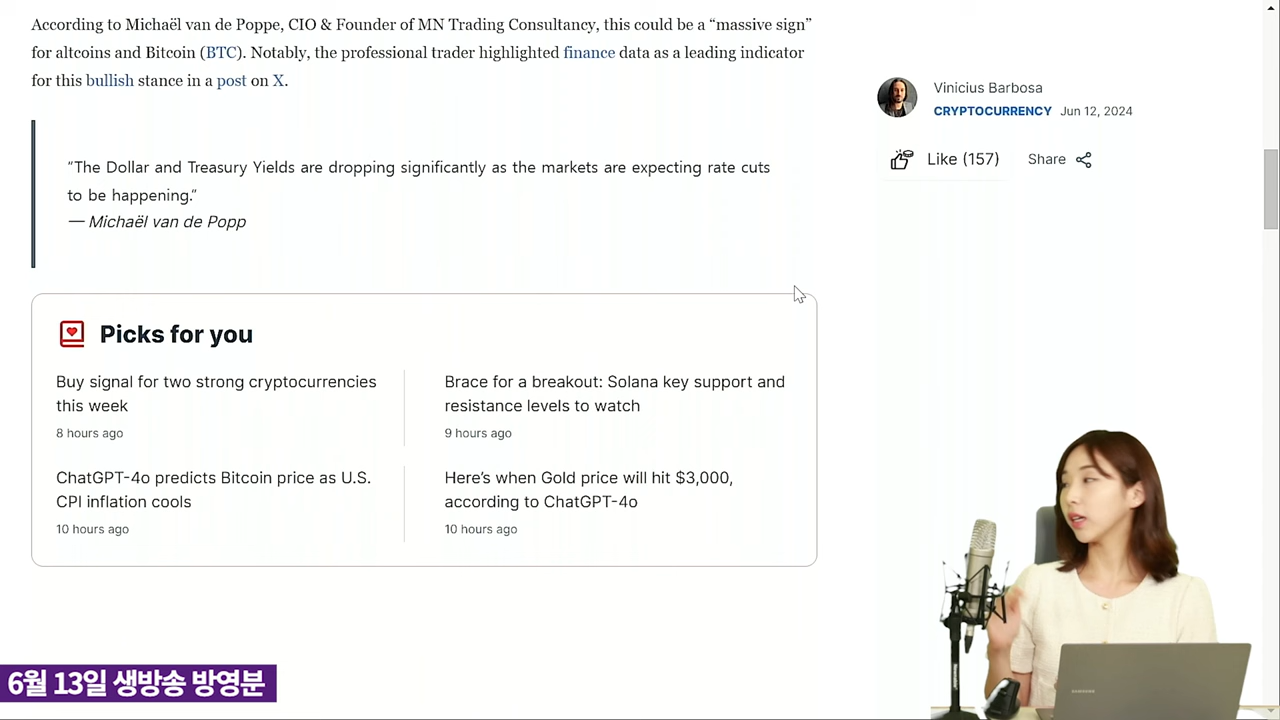 According to Michaël van de Poppe, CIO & Founder of MN Trading Consultancy, this could be a “massive sign”
for altcoins and Bitcoin (BTC). Notably, the professional trader highlighted finance data as a leading indicator
for this bullish stance in a post on X.
“The Dollar and Treasury Yields are dropping significantly as the markets are expecting rate cuts
to be happening.”
— Michaël van de Popp
Picks for you
Buy signal for two strong cryptocurrencies
this week
8 hours ago
Brace for a breakout: Solana key support and
resistance levels to watch
9 hours ago
ChatGPT-4o predicts Bitcoin price as U.S.
CPI inflation cools
10 hours ago
Here’s when Gold price will hit $3,000,
according to ChatGPT-4o
10 hours ago
Vinicius Barbosa
CRYPTOCURRENCY Jun 12, 2024
Like (157) Share
SAMSUNG
6월 13일 생방송 방영분